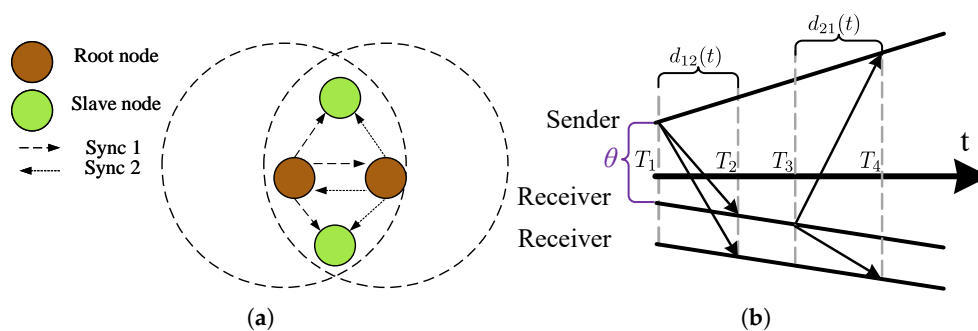 Root node
Slave node
Sync 1
Sync 2
(a)
d₁₂(t)
d₂₁(t)
Sender
θ
T₁
T₂
T₃
T₄
t
Receiver
Receiver
(b)